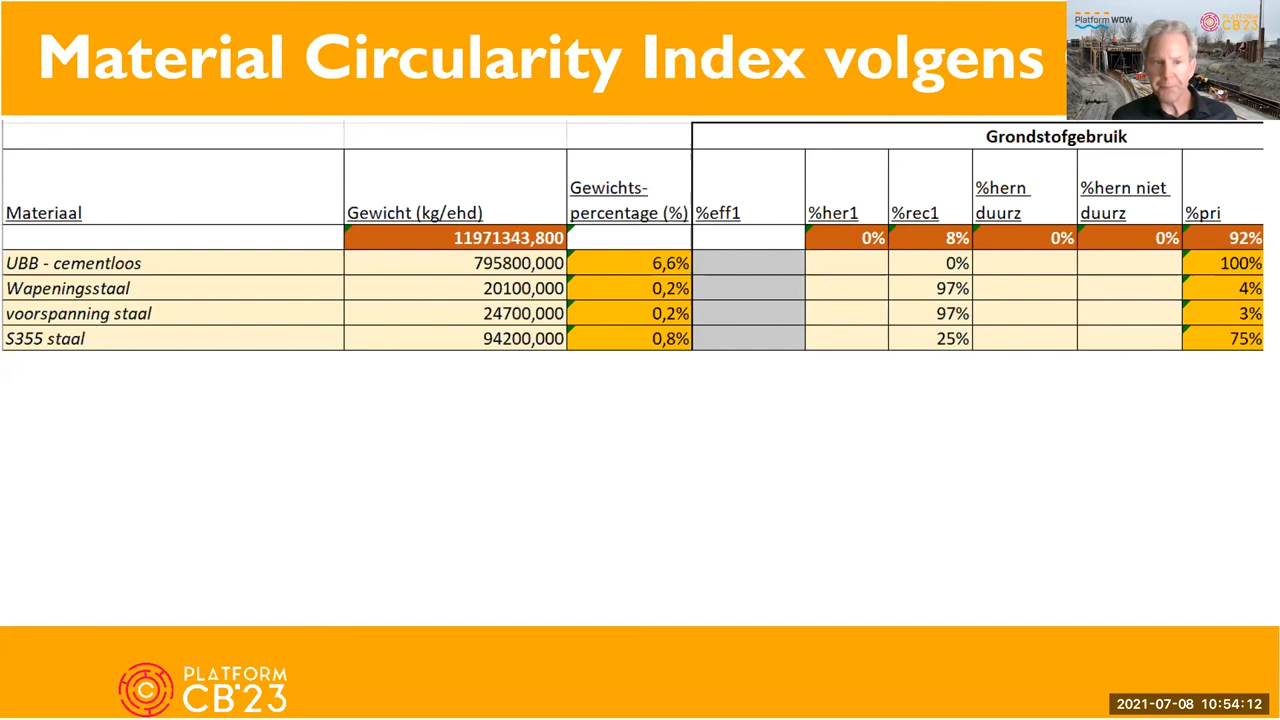 Material Circularity Index volgens
Platform WOW
PLATFORM
CB'23
Grondstofgebruik
Materiaal Gewicht (kg/ehd) Gewichts-percentage (%) %eff1 %her1 %rec1 %hern duurz %hern niet duurz %pri
11971343,800 0% 8% 0% 0% 92%
UBB - cementloos 795800,000 6,6% 0% 100%
Wapeningsstaal 20100,000 0,2% 97% 4%
voorspanning staal 24700,000 0,2% 97% 3%
S355 staal 94200,000 0,8% 25% 75%
PLATFORM
CB'23
2021-07-08 10:54:12